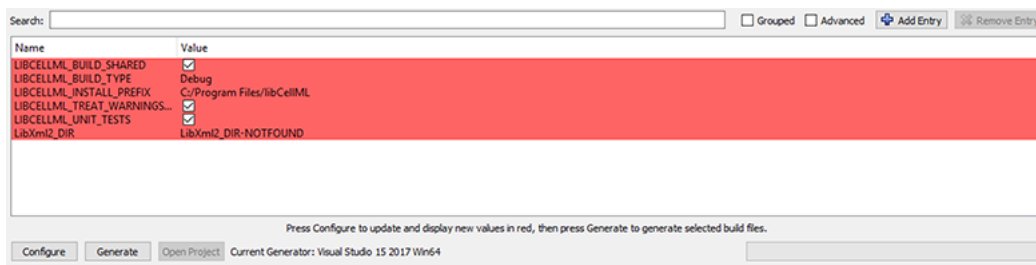 Search: Grouped Advanced Add Entry Remove Entry
Name Value
LIBCELLML_BUILD_SHARED
LIBCELLML_BUILD_TYPE Debug
LIBCELLML_INSTALL_PREFIX C:/Program Files/libCellML
LIBCELLML_TREAT_WARNINGS...
LIBCELLML_UNIT_TESTS
LibXml2_DIR LibXml2_DIR-NOTFOUND
Press Configure to update and display new values in red, then press Generate to generate selected build files.
Configure Generate Open Project Current Generator: Visual Studio 15 2017 Win64